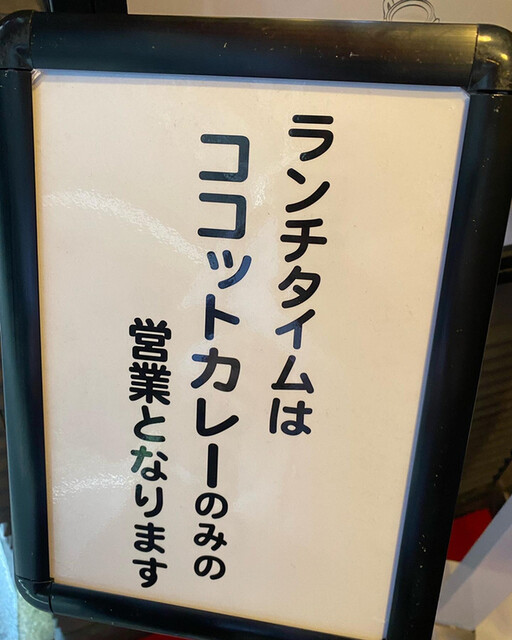 ランチタイムは
ココットカレーのみの
営業となります